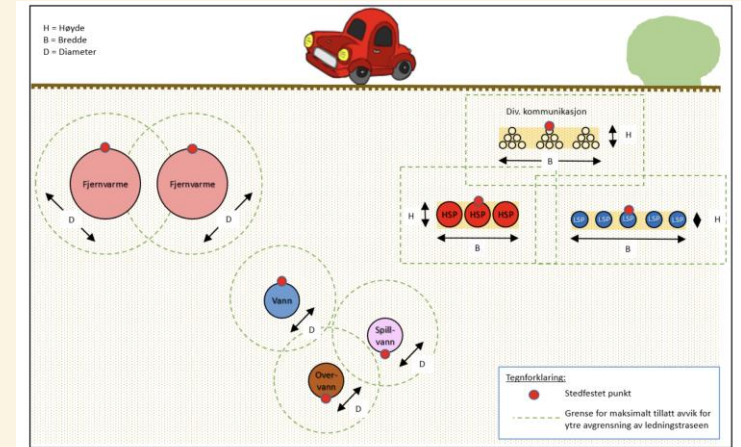 H = Høyde
B = Bredde
D = Diameter
Div. kommunikasjon
H
B
Fjernvarme
Fjernvarme
D
D
H
HSP
HSP
HSP
B
LSP
LSP
LSP
LSP
LSP
H
B
Vann
D
Spill-
vann
D
Over-
vann
D
Tegnforklaring:
Stedfestet punkt
Grense for maksimalt tillatt avvik for
ytre avgrensning av ledningstraseen